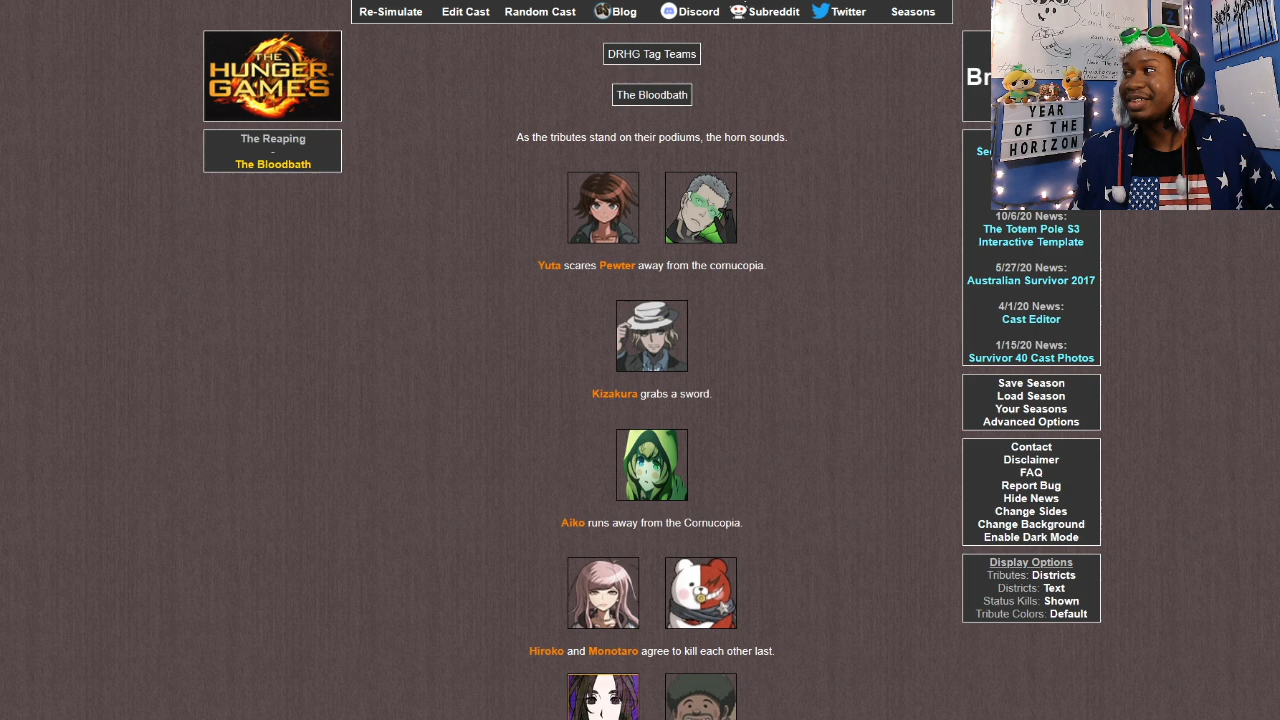 Re-Simulate Edit Cast Random Cast Blog Discord Subreddit Twitter Seasons
THE
HUNGER
GAMES
The Reaping
-
The Bloodbath
DRHG Tag Teams
The Bloodbath
As the tributes stand on their podiums, the horn sounds.
Yuta scares Pewter away from the cornucopia.
Kizakura grabs a sword.
Aiko runs away from the Cornucopia.
Hiroko and Monotaro agree to kill each other last.
Br
2
YEAR
OF THE
HORIZON
10/6/20 News:
The Totem Pole S3
Interactive Template
5/27/20 News:
Australian Survivor 2017
4/1/20 News:
Cast Editor
1/15/20 News:
Survivor 40 Cast Photos
Save Season
Load Season
Your Seasons
Advanced Options
Contact
Disclaimer
FAQ
Report Bug
Hide News
Change Sides
Change Background
Enable Dark Mode
Display Options
Tributes: Districts
Districts: Text
Status Kills: Shown
Tribute Colors: Default